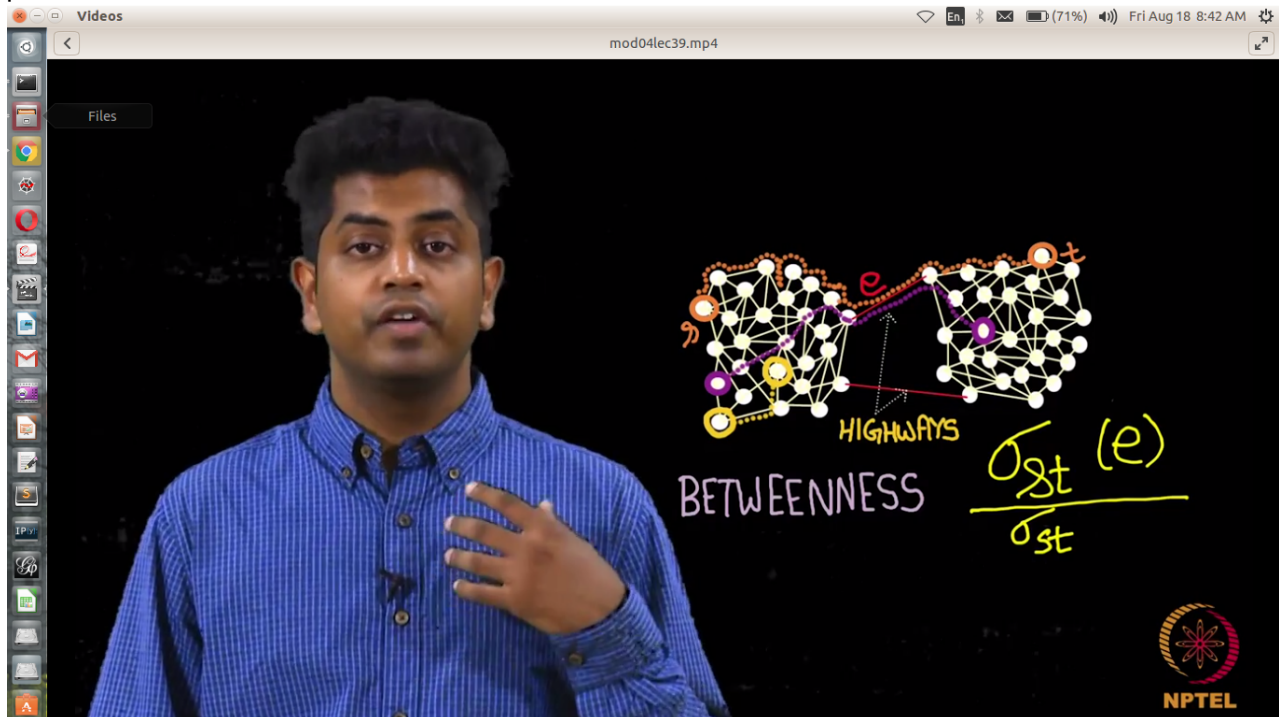 Videos
En
(71%)
Fri Aug 18 8:42 AM
mod04lec39.mp4
Files
t
e
s
HIGHWAYS
σst (e)
BETWEENNESS
σst
NPTEL